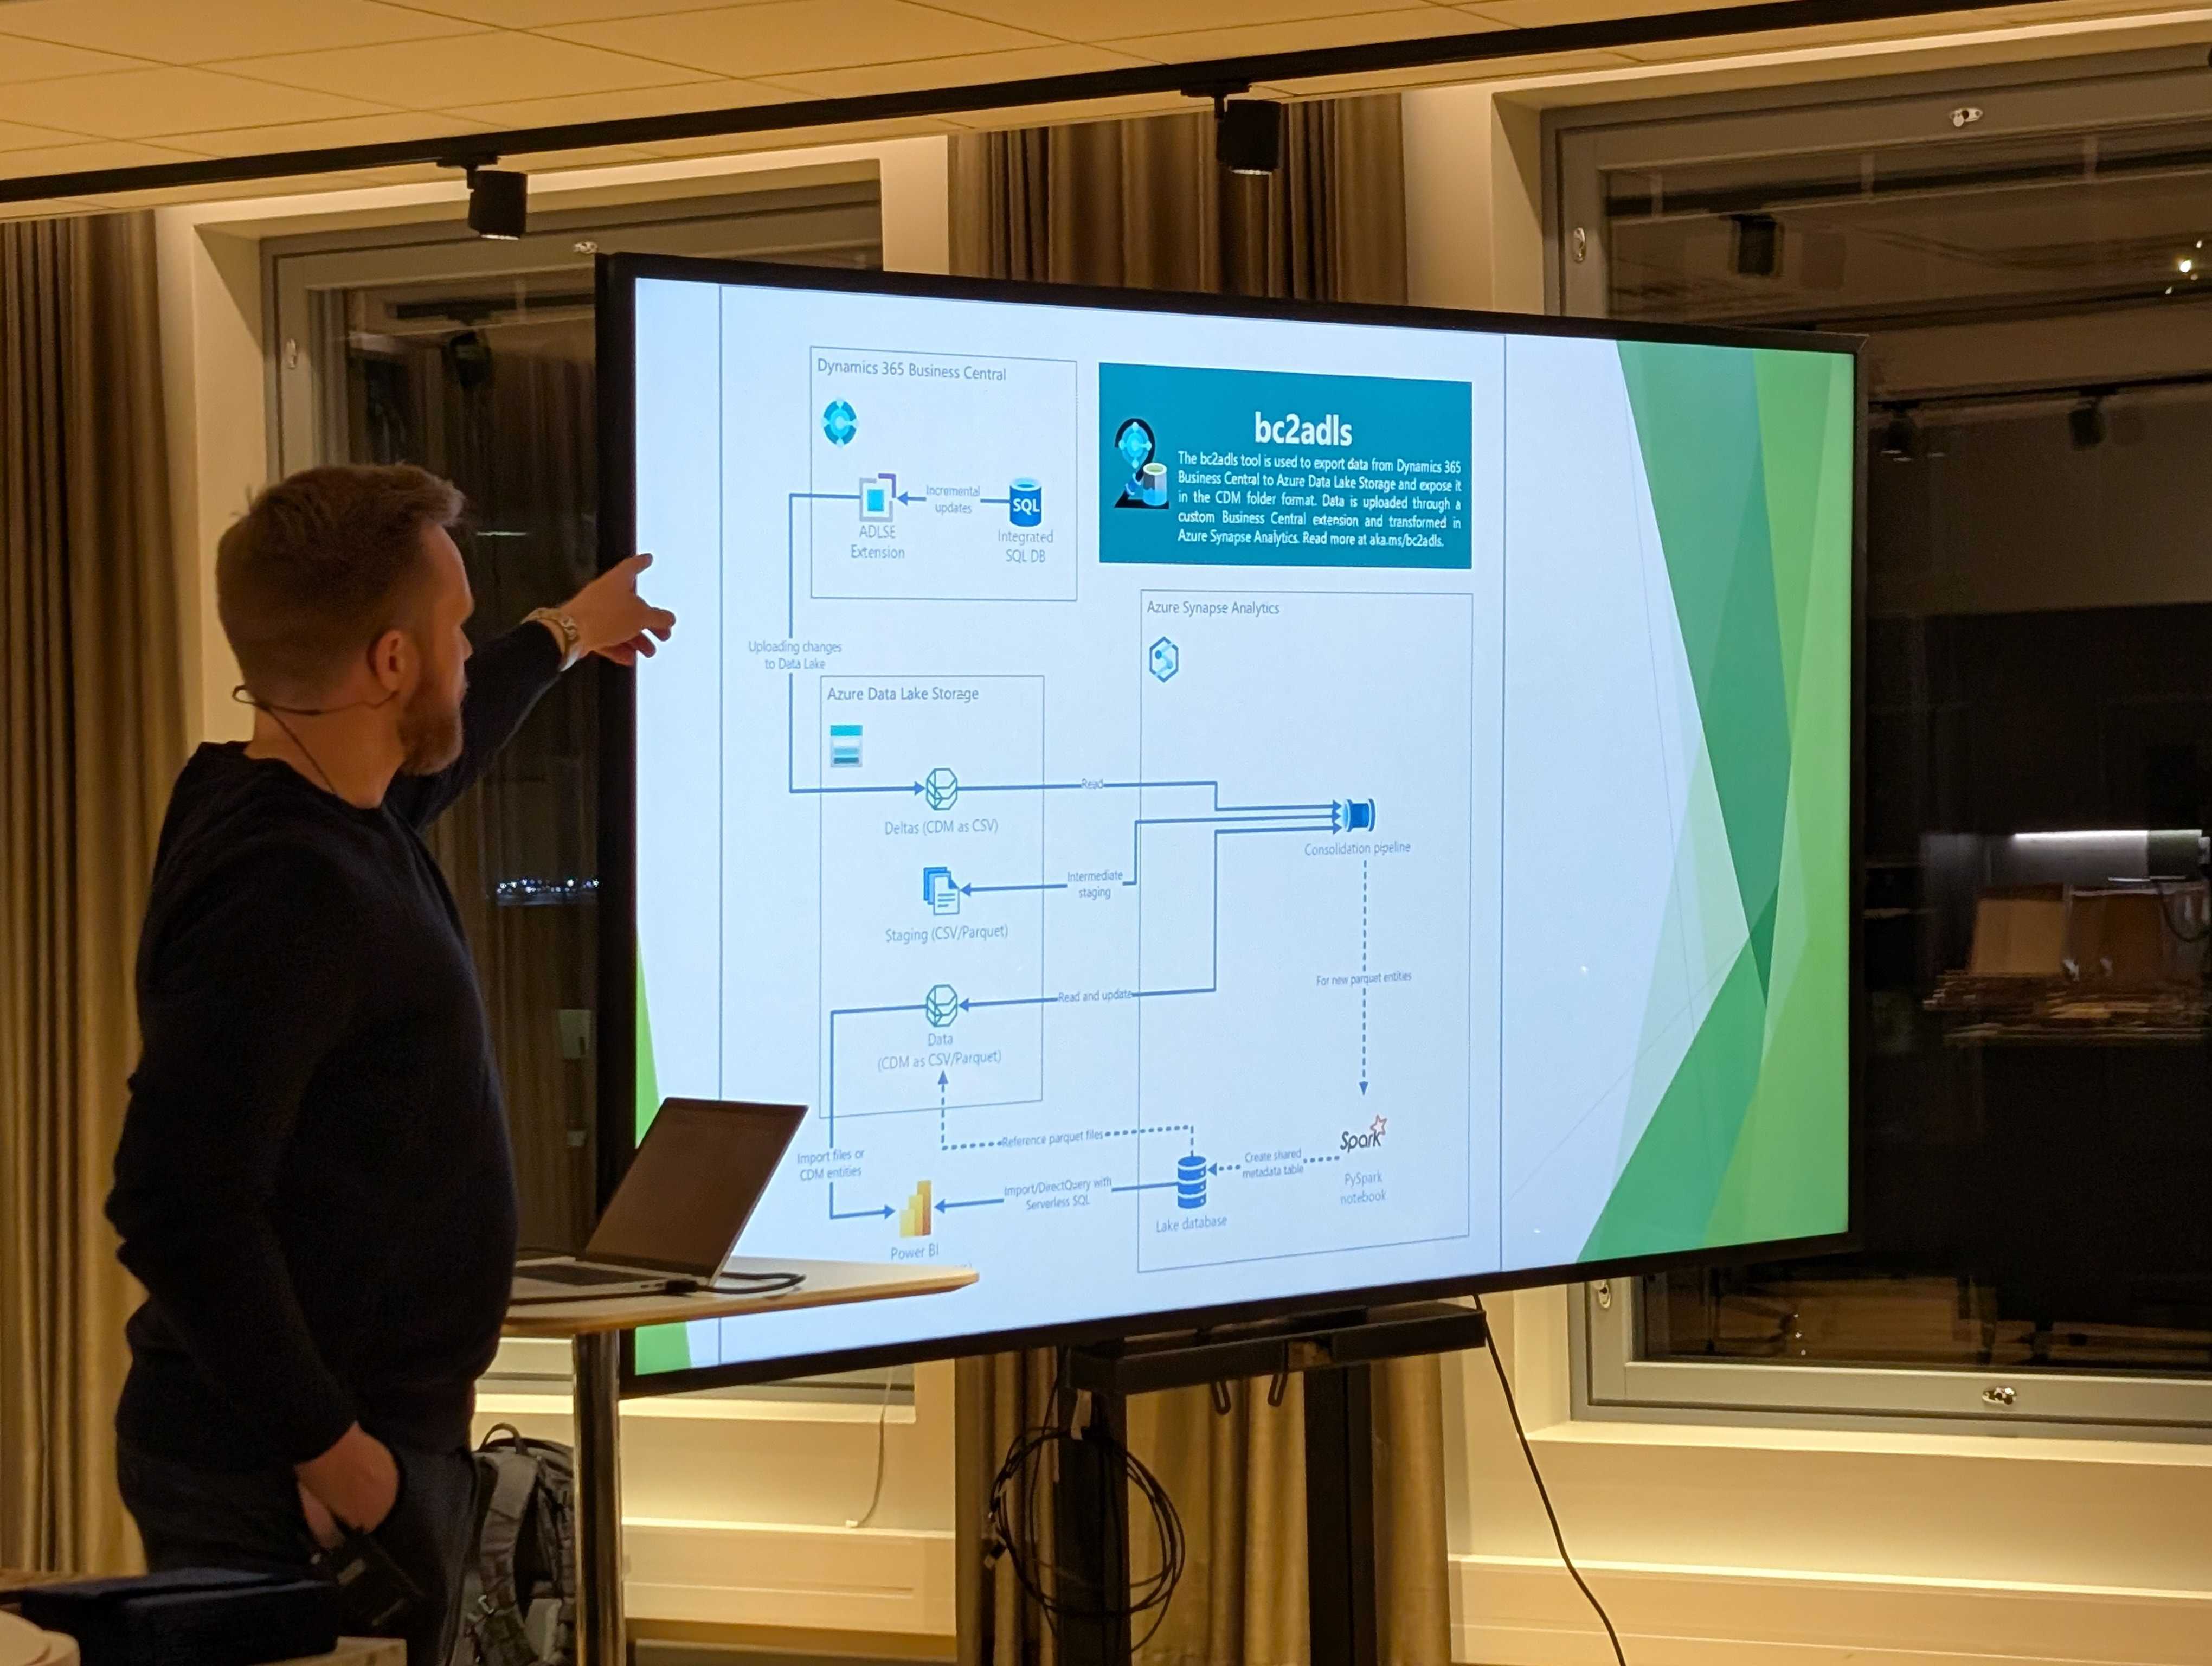 Dynamics 365 Business Central
Incremental
updates
SQL
ADLSE
Extension
Integrated
SQL DB
bc2adls
The bc2adls tool is used to export data from Dynamics 365
Business Central to Azure Data Lake Storage and expose it
in the CDM folder format. Data is uploaded through a
custom Business Central extension and transformed in
Azure Synapse Analytics. Read more at aka.ms/bc2adls.
Uploading changes
to Data Lake
Azure Data Lake Storage
Azure Synapse Analytics
Deltas (CDM as CSV)
Read
Consolidation pipeline
Intermediate
staging
Staging (CSV/Parquet)
For new parquet entities
Read and update
Data
(CDM as CSV/Parquet)
Reference parquet files
Import files or
CDM entities
Import/DirectQuery with
Serverless SQL
Create shared
metadata table
Spark
PySpark
notebook
Lake database
Power BI